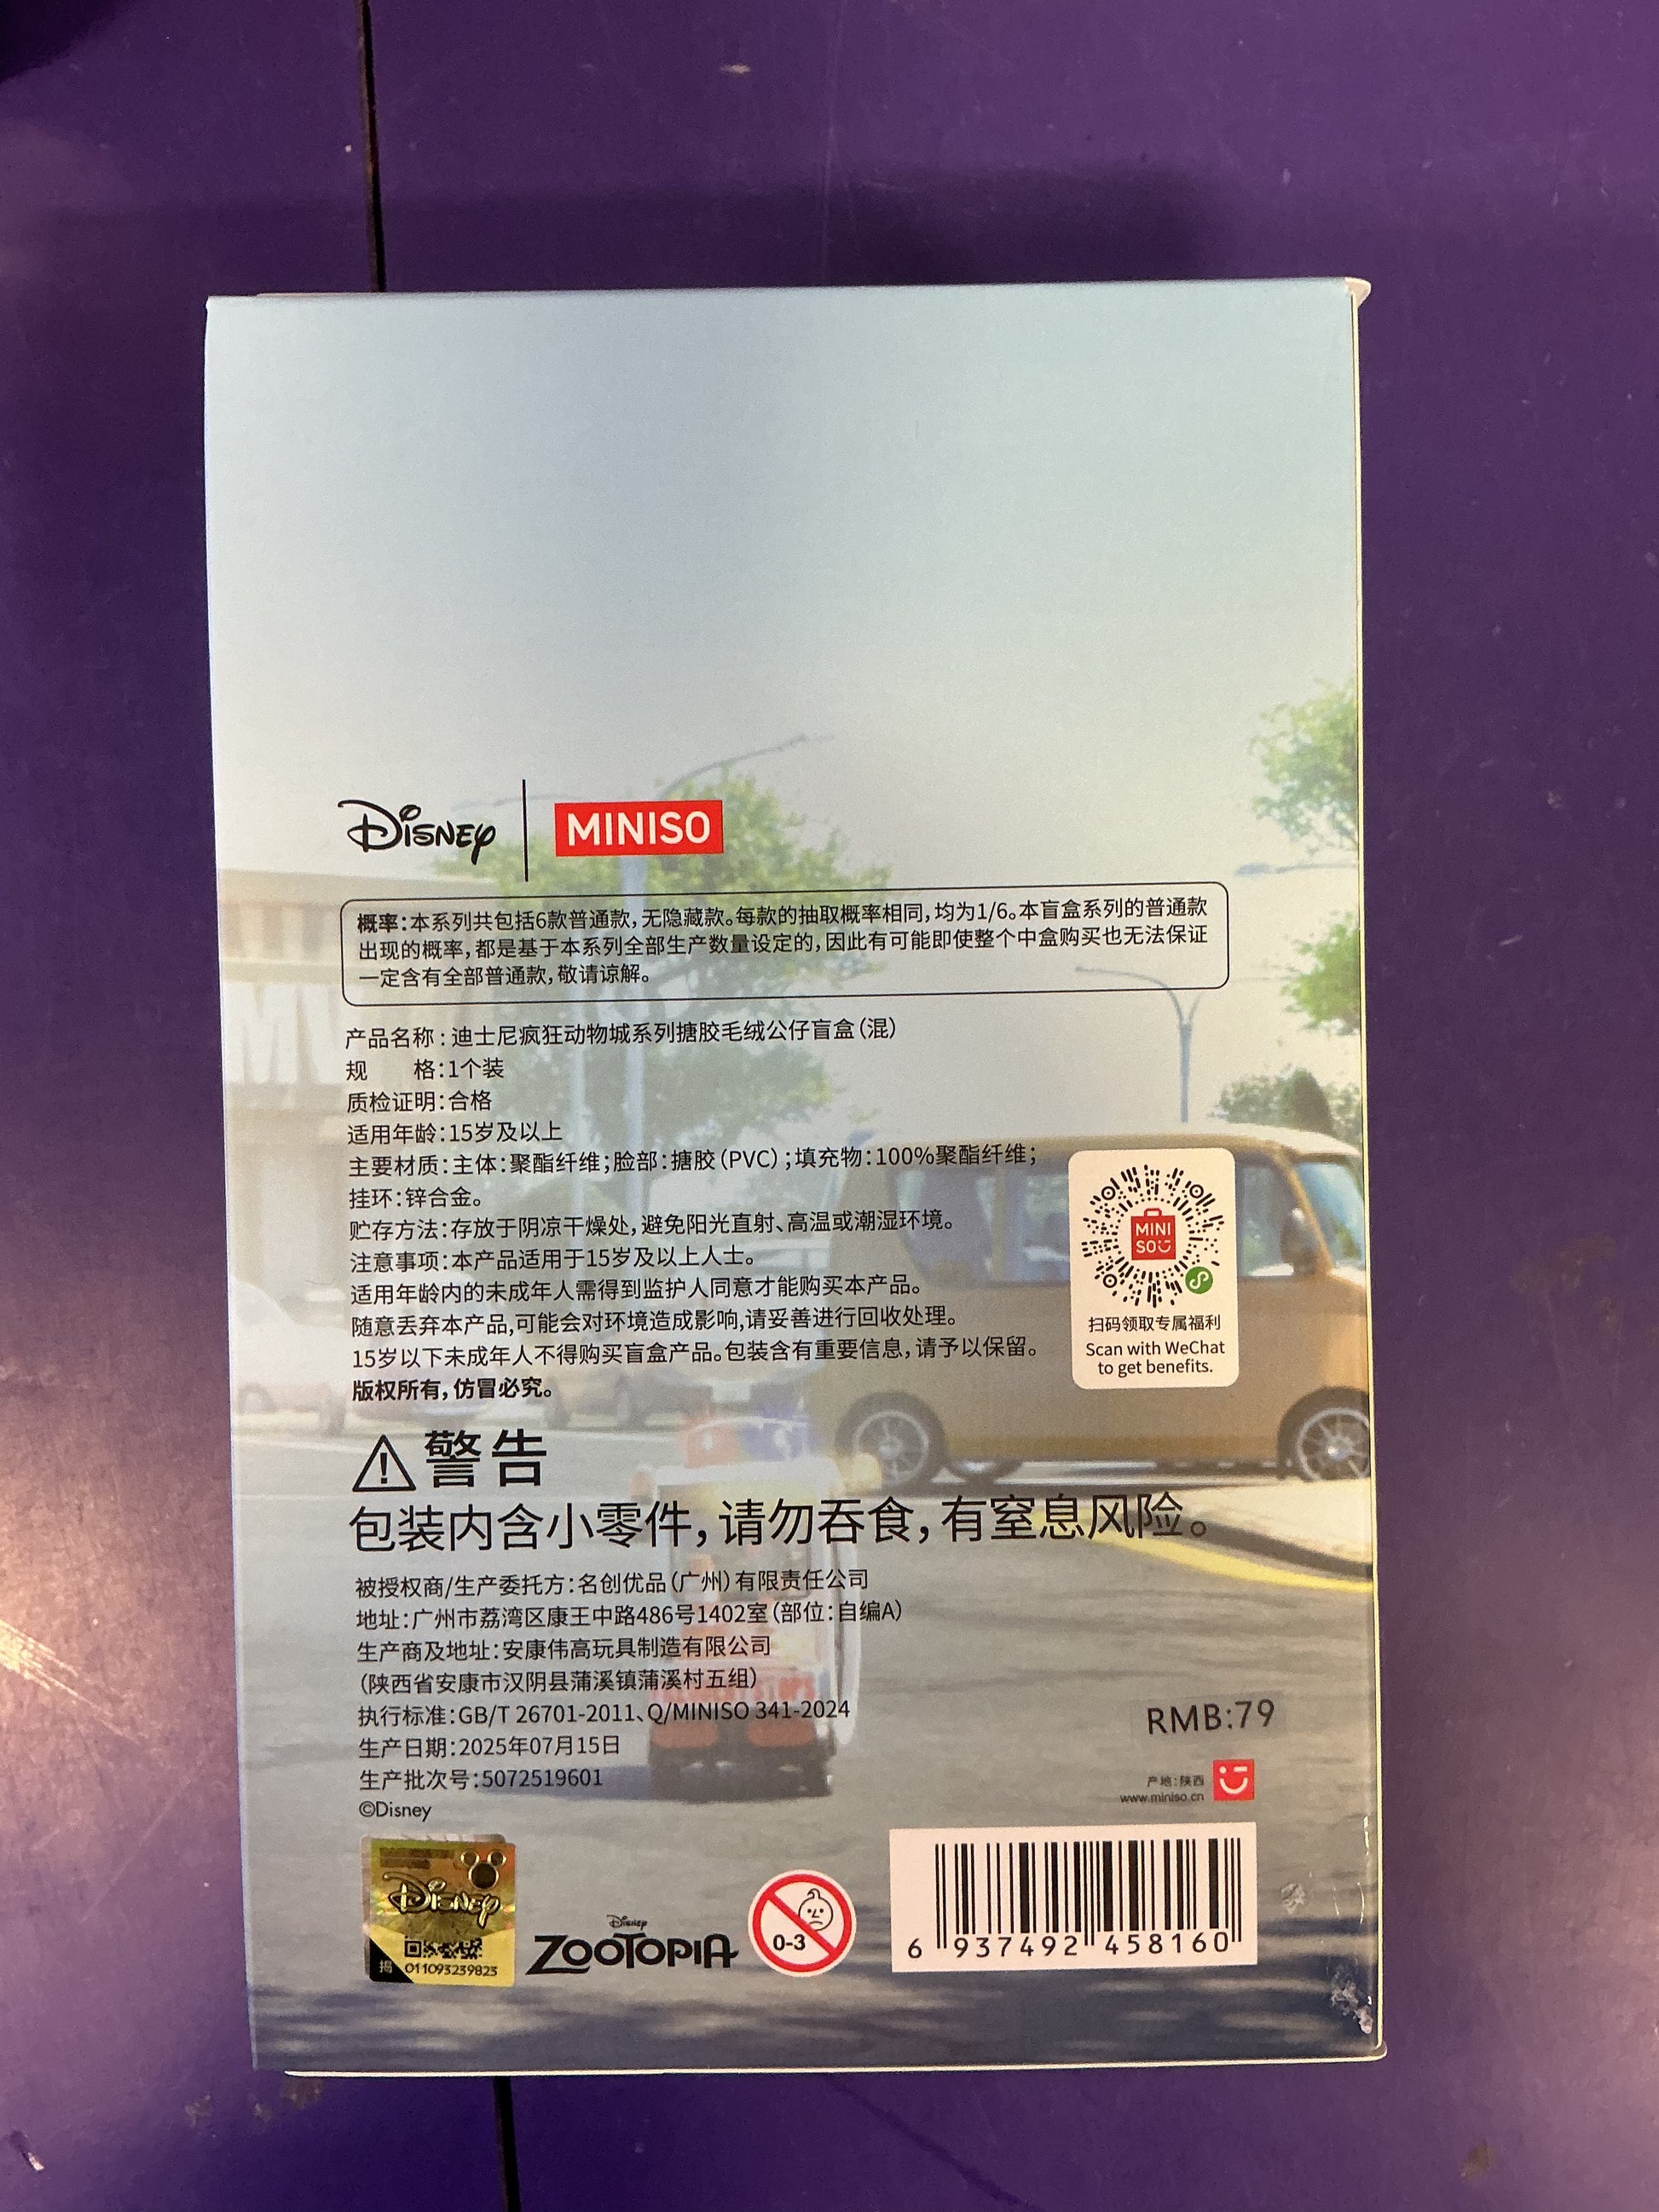 Disney | MINISO
概率：本系列共包括6款普通款，无隐藏款。每款的抽取概率相同，均为1/6。本盲盒系列的普通款
出现的概率，都是基于本系列全部生产数量设定的，因此有可能即使整个中盒购买也无法保证
一定含有全部普通款，敬请谅解。
产品名称：迪士尼疯狂动物城系列搪胶毛绒公仔盲盒（混）
规 格：1个装
质检证明：合格
适用年龄：15岁及以上
主要材质：主体：聚酯纤维；脸部：搪胶（PVC）；填充物：100%聚酯纤维；
挂环：锌合金。
贮存方法：存放于阴凉干燥处，避免阳光直射、高温或潮湿环境。
注意事项：本产品适用于15岁及以上人士。
适用年龄内的未成年人需得到监护人同意才能购买本产品。
随意丢弃本产品,可能会对环境造成影响,请妥善进行回收处理。
15岁以下未成年人不得购买盲盒产品。包装含有重要信息，请予以保留。
版权所有，仿冒必究。
MINI
SO
扫码领取专属福利
Scan with WeChat
to get benefits.
警告
包装内含小零件，请勿吞食，有窒息风险。
被授权商/生产委托方：名创优品（广州）有限责任公司
地址：广州市荔湾区康王中路486号1402室（部位：自编A）
生产商及地址：安康伟高玩具制造有限公司
（陕西省安康市汉阴县蒲溪镇蒲溪村五组）
执行标准：GB/T 26701-2011、Q/MINISO 341-2024
生产日期：2025年07月15日
生产批次号：5072519601
©Disney
RMB:79
产地：陕西
www.miniso.cn
Disney
011093239823
Disney
ZOOTOPIA
0-3
6 937492 458160